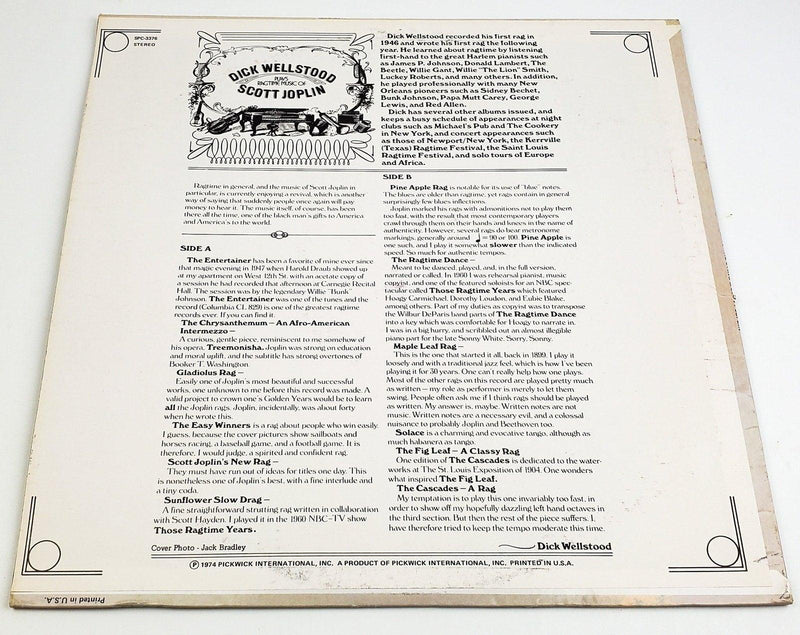 SPC-3376
STEREO
DICK WELLSTOOD
PLAYS
RAGTIME MUSIC OF
SCOTT JOPLIN
Dick Wellstood recorded his first rag in
1946 and wrote his first rag the following
year. He learned about ragtime by listening
first-hand to the great Harlem pianists such
as James P. Johnson, Donald Lambert, The
Beetle, Willie Gant, Willie "The Lion" Smith,
Luckey Roberts, and many others. In addition,
he played professionally with many New
Orleans pioneers such as Sidney Bechet,
Bunk Johnson, Papa Mutt Carey, George
Lewis, and Red Allen.
Dick has several other albums issued, and
keeps a busy schedule of appearances at night
clubs such as Michael's Pub and The Cookery
in New York, and concert appearances such
as those of Newport/New York, the Kerrville
(Texas) Ragtime Festival, the Saint Louis
Ragtime Festival, and solo tours of Europe
and Africa.
Ragtime in general, and the music of Scott Joplin in
particular, is currently enjoying a revival, which is another
way of saying that suddenly people once again will pay
money to hear it. The music itself, of course, has been
there all the time, one of the black man's gifts to America
and America's to the world.
SIDE A
The Entertainer has been a favorite of mine ever since
that magic evening in 1947 when Harold Draub showed up
at my apartment on West 12th St. with an acetate copy of
a session he had recorded that afternoon at Carnegie Recital
Hall. The session was by the legendary Willie "Bunk"
Johnson. The Entertainer was one of the tunes and the
record (Columbia CL 829) is one of the greatest ragtime
records ever. If you can find it.
The Chrysanthemum – An Afro-American
Intermezzo –
A curious, gentle piece, reminiscent to me somehow of
his opera, Treemonisha. Joplin was strong on education
and moral uplift, and the subtitle has strong overtones of
Booker T. Washington.
Gladiolus Rag –
Easily one of Joplin's most beautiful and successful
works, one unknown to me before this record was made. A
valid project to crown one's Golden Years would be to learn
all the Joplin rags. Joplin, incidentally, was about forty
when he wrote this.
The Easy Winners is a rag about people who win easily,
I guess, because the cover pictures show sailboats and
horses racing, a baseball game, and a football game. It is
therefore, I would judge, a spirited and confident rag.
Scott Joplin's New Rag –
They must have run out of ideas for titles one day. This
is nonetheless one of Joplin's best, with a fine interlude and
a tiny coda.
Sunflower Slow Drag –
A fine straightforward strutting rag written in collaboration
with Scott Hayden. I played it in the 1960 NBC–TV show
Those Ragtime Years.
SIDE B
Pine Apple Rag is notable for its use of "blue" notes.
The blues are older than ragtime, yet rags contain in general
surprisingly few blues inflections.
Joplin marked his rags with admonitions not to play them
too fast, with the result that most contemporary players
crawl through them on their hands and knees in the name of
authenticity. However, several rags do bear metronome
markings, generally around ♩ = 90 or 100. Pine Apple is
one such, and I play it somewhat slower than the indicated
speed. So much for authentic tempos.
The Ragtime Dance –
Meant to be danced, played, and, in the full version,
narrated or called. In 1960 I was rehearsal pianist, music
copyist, and one of the featured soloists for an NBC spec-
tacular called Those Ragtime Years which featured
Hoagy Carmichael, Dorothy Loudon, and Eubie Blake,
among others. Part of my duties as copyist was to transpose
the Wilbur DeParis band parts of The Ragtime Dance
into a key which was comfortable for Hoagy to narrate in.
I was in a big hurry, and scribbled out an almost illegible
piano part for the late Sonny White. Sorry, Sonny.
Maple Leaf Rag –
This is the one that started it all, back in 1899. I play it
loosely and with a traditional jazz feel, which is how I've been
playing it for 30 years. One can't really help how one plays.
Most of the other rags on this record are played pretty much
as written – my role as performer is merely to let them
swing. People often ask me if I think rags should be played
as written. My answer is, maybe. Written notes are not
music. Written notes are a necessary evil, and a colossal
nuisance to probably Joplin and Beethoven too.
Solace is a charming and evocative tango, although as
much habanera as tango.
The Fig Leaf – A Classy Rag
One edition of The Cascades is dedicated to the water-
works at The St. Louis Exposition of 1904. One wonders
what inspired The Fig Leaf.
The Cascades – A Rag
My temptation is to play this one invariably too fast, in
order to show off my hopefully dazzling left hand octaves in
the third section. But then the rest of the piece suffers. I
have therefore tried to keep the tempo moderate this time.
Cover Photo - Jack Bradley
Dick Wellstood
Ⓟ 1974 PICKWICK INTERNATIONAL, INC. A PRODUCT OF PICKWICK INTERNATIONAL, INC. PRINTED IN U.S.A.
Printed in U.S.A.